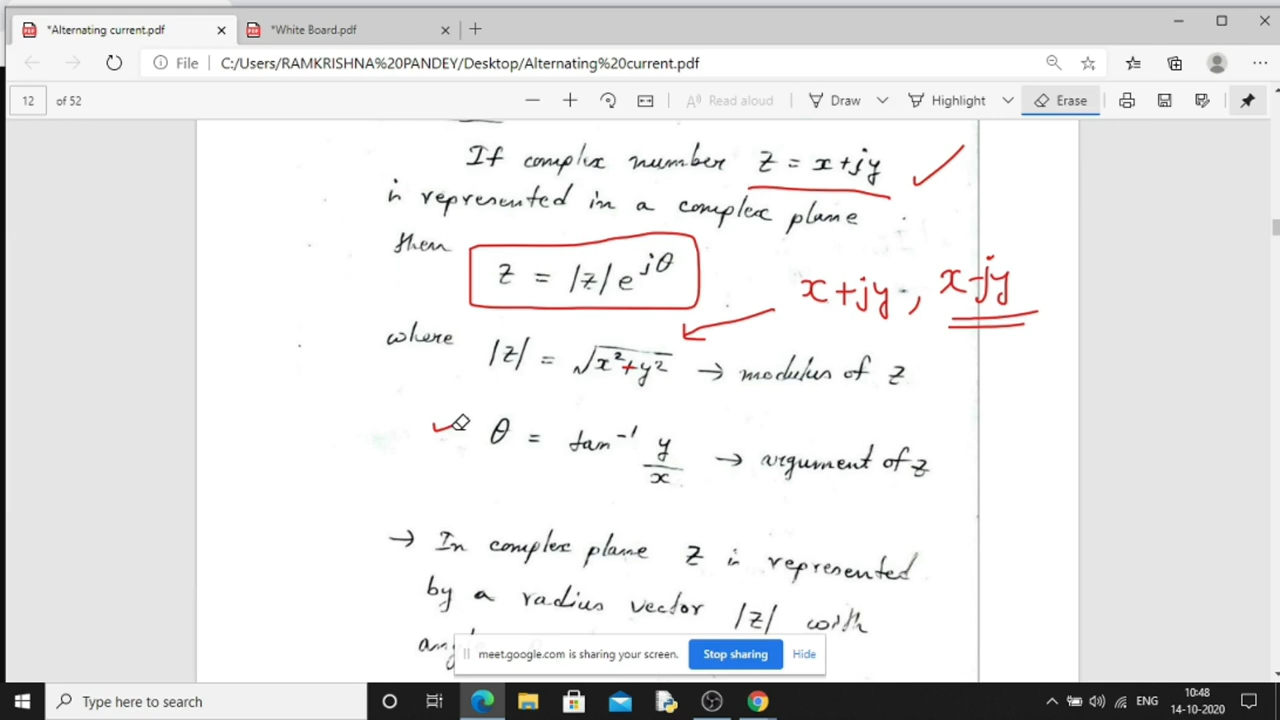 *Alternating current.pdf
*White Board.pdf
File
C:/Users/RAMKRISHNA%20PANDEY/Desktop/Alternating%20current.pdf
12 of 52
Read aloud
Draw
Highlight
Erase
If complex number z = x+jy
is represented in a complex plane
then
z = |z| e^{jθ}
x+jy, x-jy
where |z| = √x²+y² → modulus of z
θ = tan⁻¹ y/x → argument of z
→ In complex plane z is represented
by a radius vector |z| with
meet.google.com is sharing your screen. Stop sharing Hide
Type here to search
ENG
10:48
14-10-2020